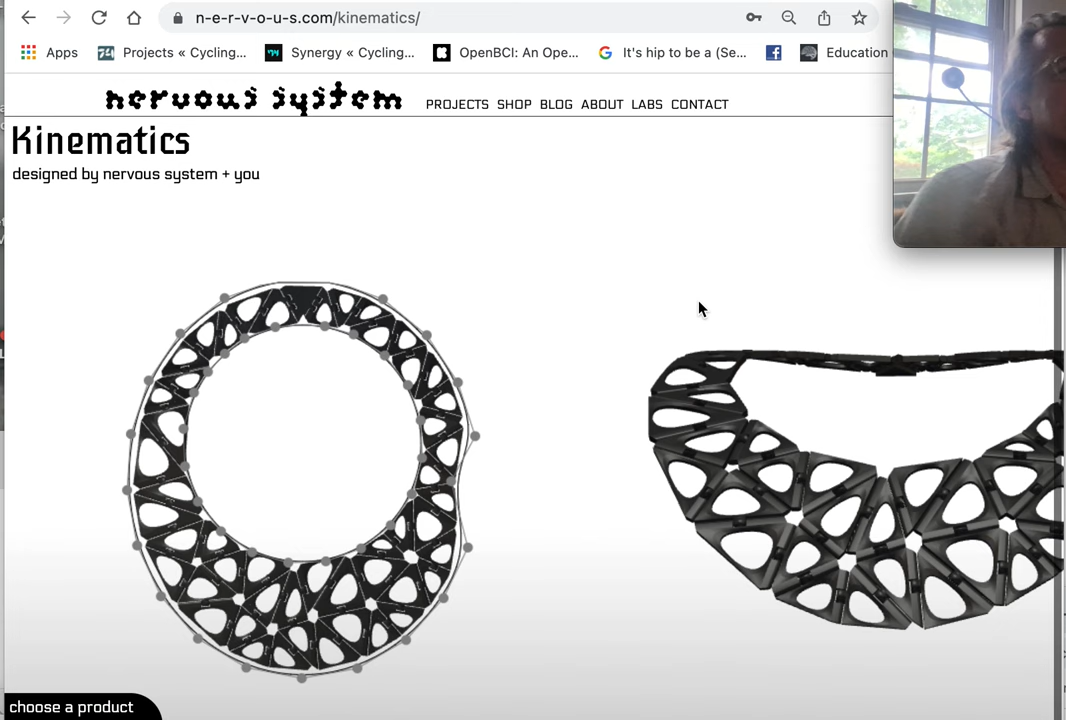 n-e-r-v-o-u-s.com/kinematics/
Apps Projects « Cycling... Synergy « Cycling... OpenBCI: An Ope... It's hip to be a (Se... Education
nervous system PROJECTS SHOP BLOG ABOUT LABS CONTACT
Kinematics
designed by nervous system + you
choose a product